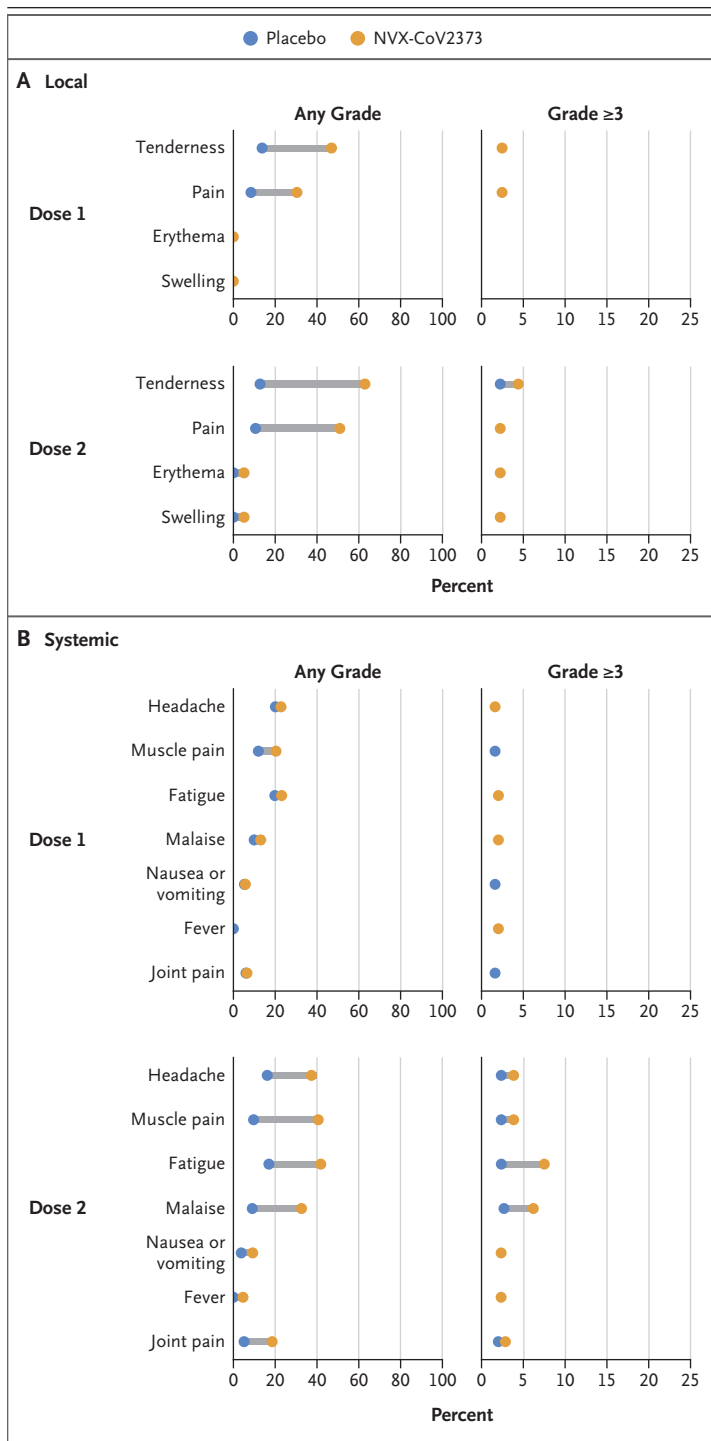 Placebo NVX-CoV2373
A Local
Any Grade Grade ≥3
Tenderness
Pain
Dose 1
Erythema
Swelling
0 20 40 60 80 100 0 5 10 15 20 25
Tenderness
Pain
Dose 2
Erythema
Swelling
0 20 40 60 80 100 0 5 10 15 20 25
Percent
B Systemic
Any Grade Grade ≥3
Headache
Muscle pain
Fatigue
Dose 1 Malaise
Nausea or
vomiting
Fever
Joint pain
0 20 40 60 80 100 0 5 10 15 20 25
Headache
Muscle pain
Fatigue
Dose 2 Malaise
Nausea or
vomiting
Fever
Joint pain
0 20 40 60 80 100 0 5 10 15 20 25
Percent